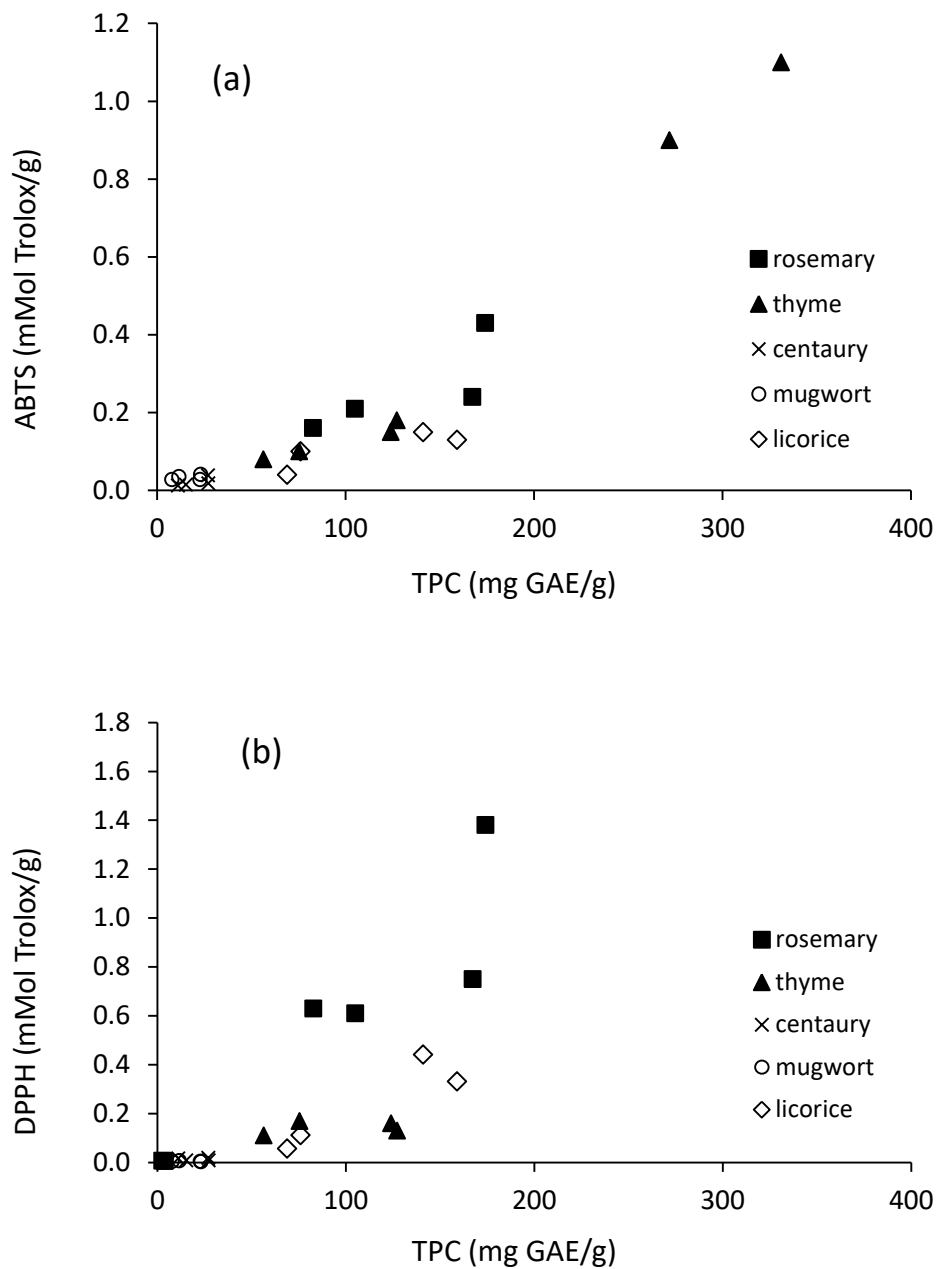 1.2
(a)
1.0
0.8
ABTS (mMol Trolox/g)
0.6
rosemary
thyme
0.4
centaury
mugwort
0.2
licorice
0.0
0
100
200
300
400
TPC (mg GAE/g)
1.8
(b)
1.6
1.4
1.2
DPPH (mMol Trolox/g)
1.0
rosemary
0.8
thyme
0.6
centaury
0.4
mugwort
0.2
licorice
0.0
0
100
200
300
400
TPC (mg GAE/g)